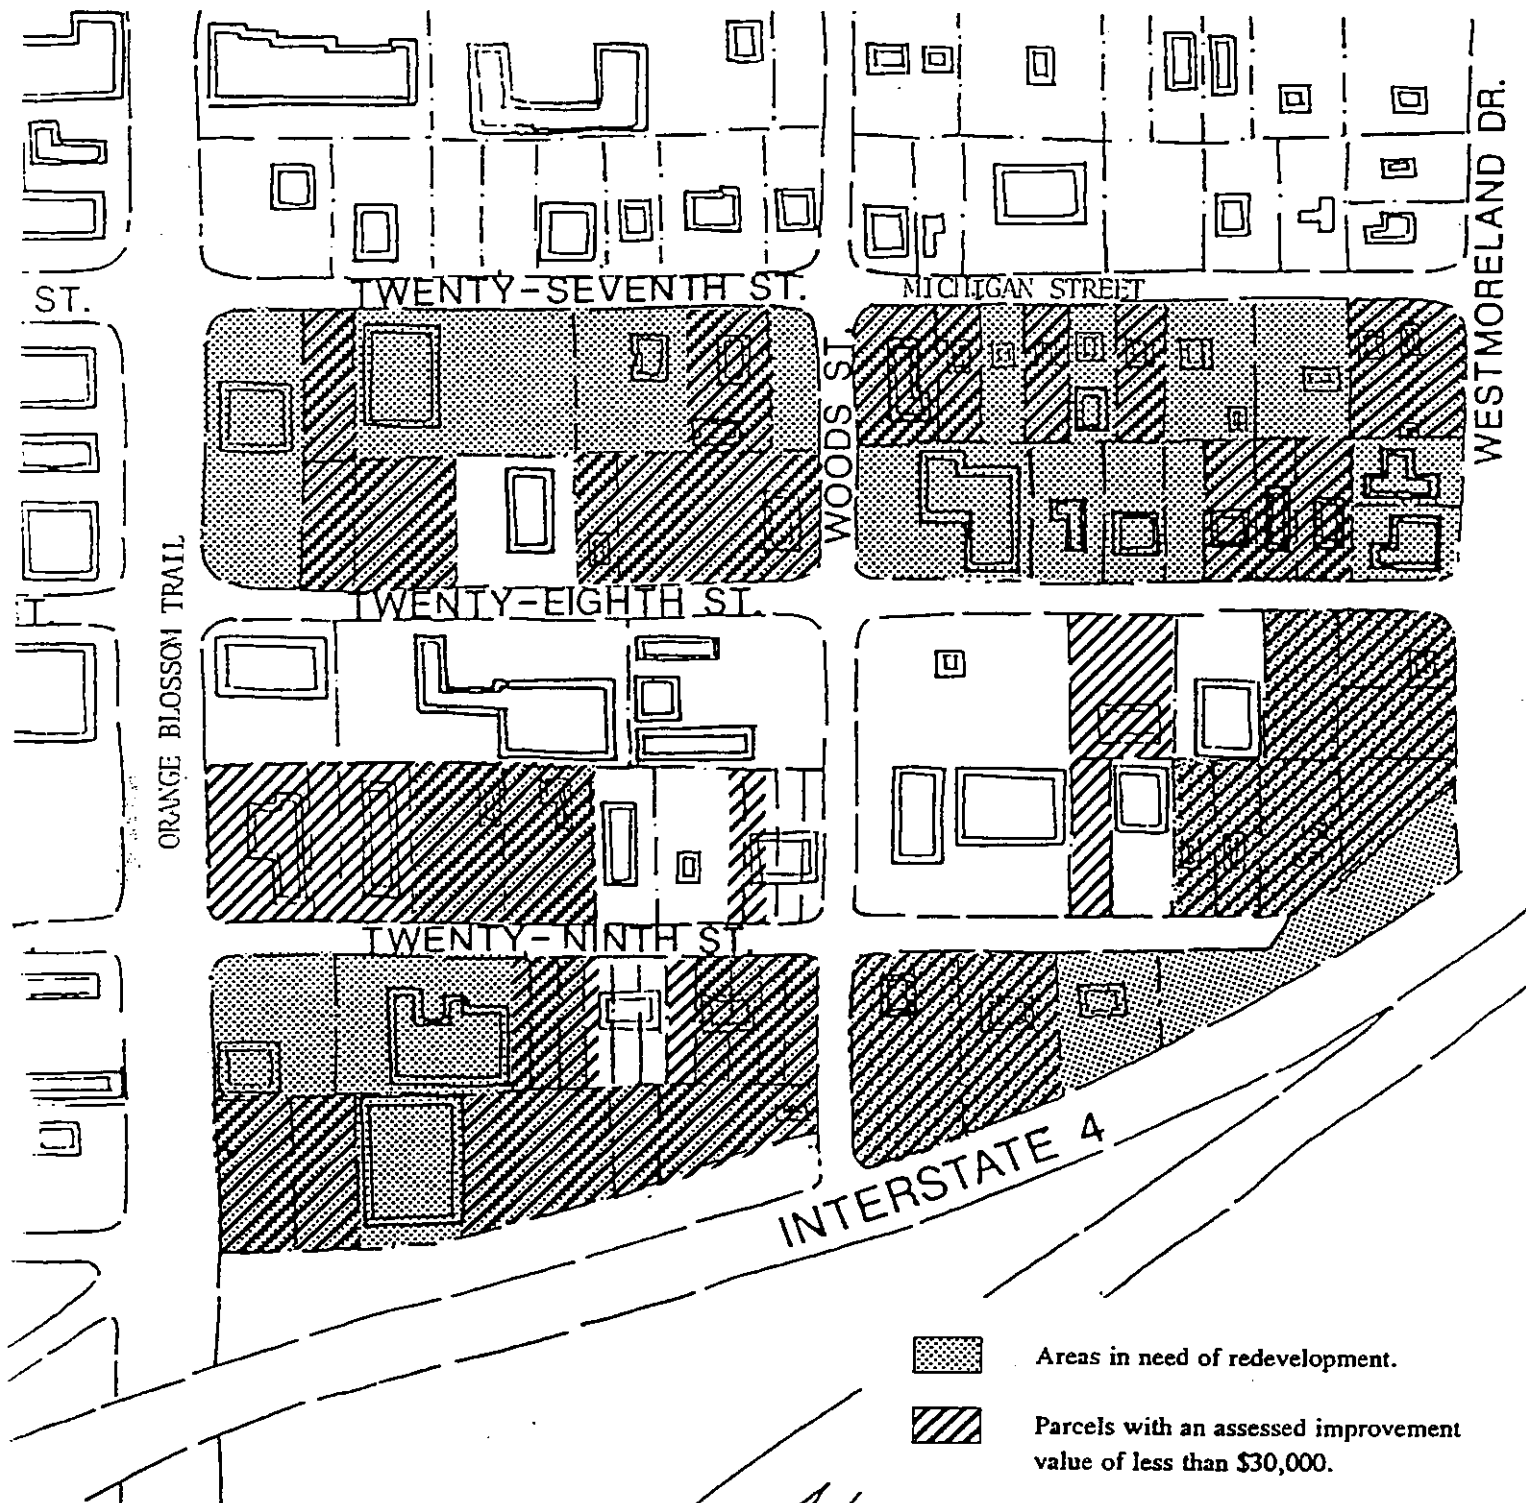 WESTMORELAND DR.
ST.
TWENTY-SEVENTH ST.
MICHIGAN STREET
WOODS ST.
ORANGE BLOSSOM TRAIL
TWENTY-EIGHTH ST.
TWENTY-NINTH ST.
INTERSTATE 4
Areas in need of redevelopment.
Parcels with an assessed improvement
value of less than $30,000.